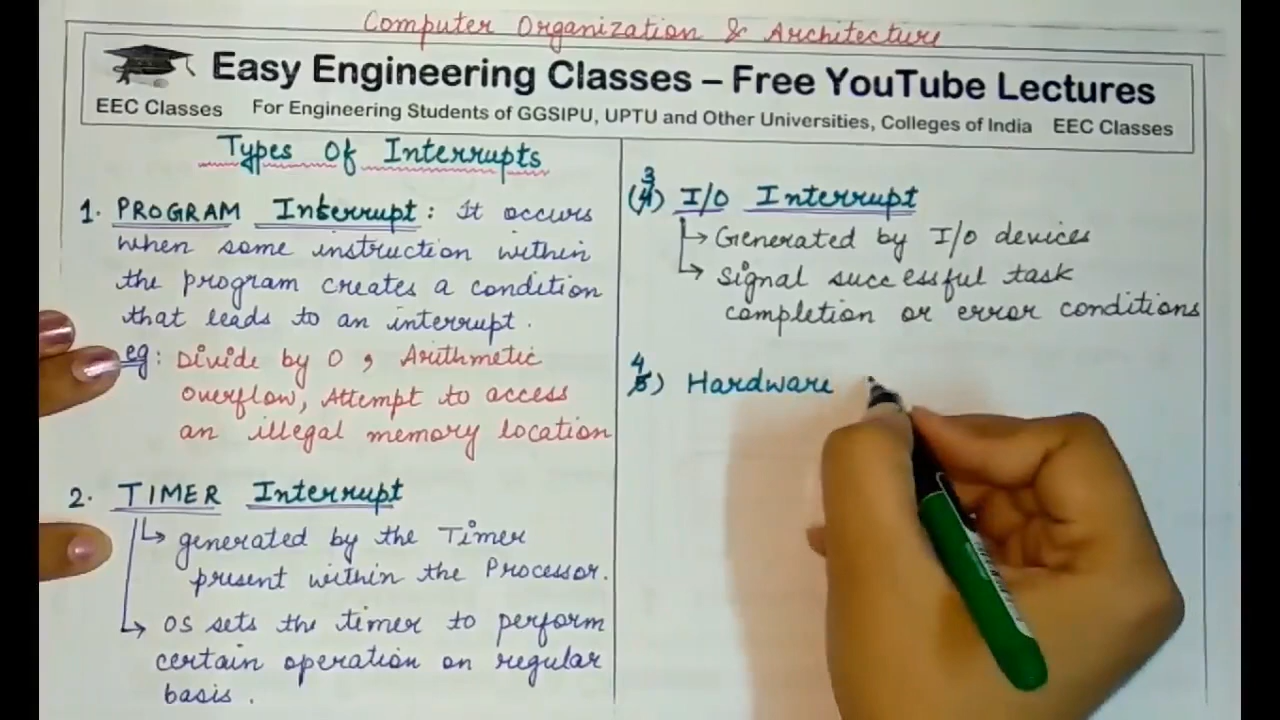 Computer Organization & Architecture
Easy Engineering Classes – Free YouTube Lectures
EEC Classes For Engineering Students of GGSIPU, UPTU and Other Universities, Colleges of India EEC Classes
Types Of Interrupts
1. PROGRAM Interrupt: It occurs
when some instruction within
the program creates a condition
that leads to an interrupt.
eg: Divide by 0, Arithmetic
Overflow, Attempt to access
an illegal memory location
2. TIMER Interrupt
↳ generated by the Timer
present within the Processor.
↳ OS sets the timer to perform
certain operation on regular
basis.
3
(4) I/O Interrupt
↳ Generated by I/O devices
↳ Signal successful task
completion or error conditions
4
5) Hardware